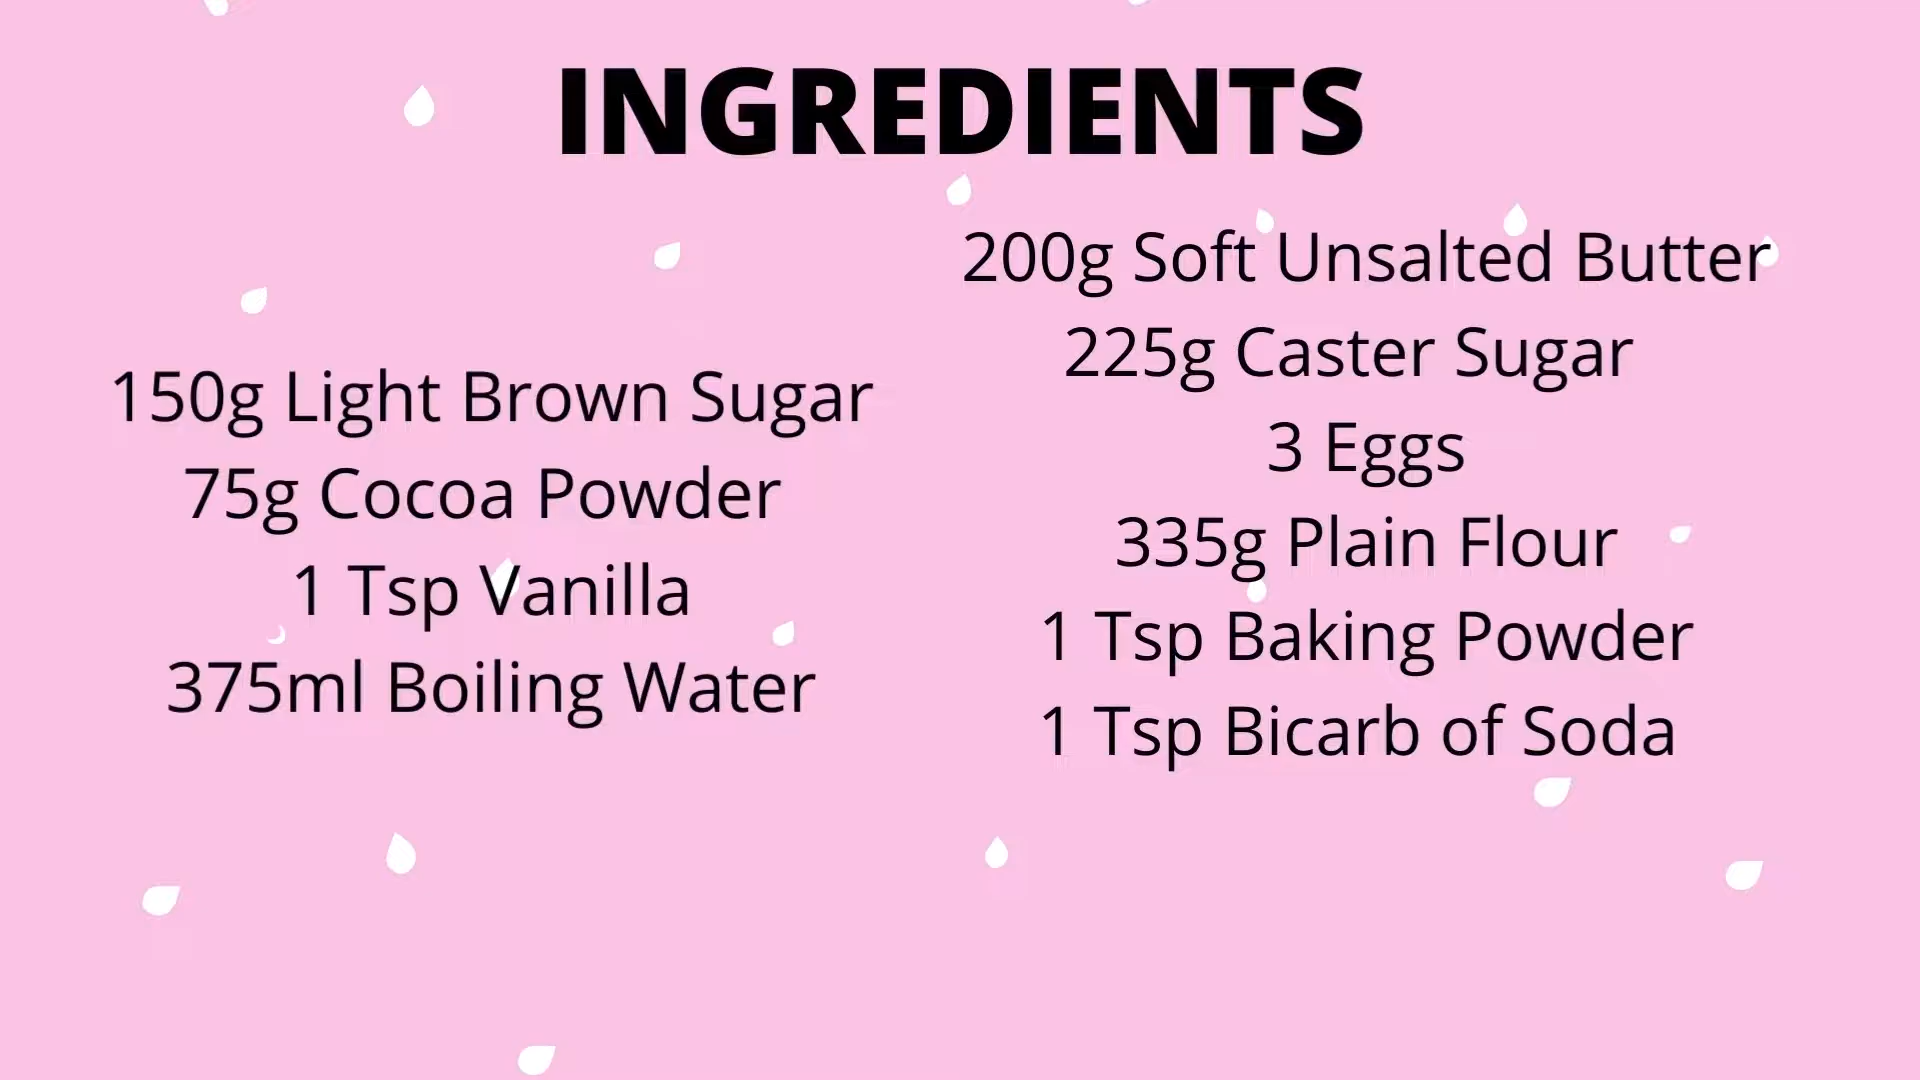 INGREDIENTS
150g Light Brown Sugar
75g Cocoa Powder
1 Tsp Vanilla
375ml Boiling Water
200g Soft Unsalted Butter
225g Caster Sugar
3 Eggs
335g Plain Flour
1 Tsp Baking Powder
1 Tsp Bicarb of Soda